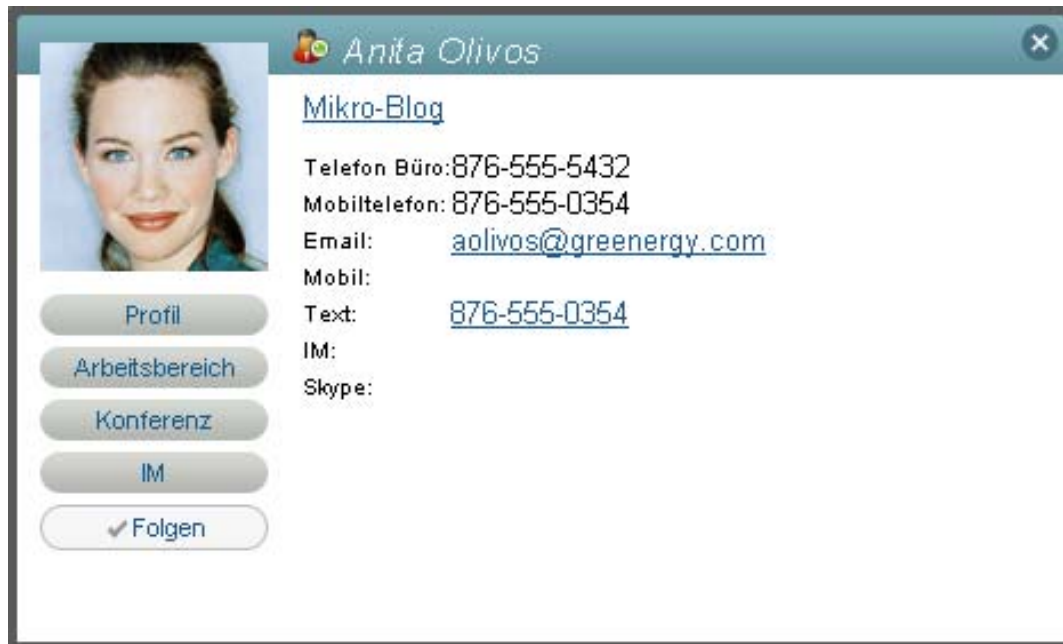 Anita Olivos
Mikro-Blog
Telefon Büro: 876-555-5432
Mobiltelefon: 876-555-0354
Email: aolivos@greenergy.com
Mobil:
Text: 876-555-0354
IM:
Skype:
Profil
Arbeitsbereich
Konferenz
IM
Folgen